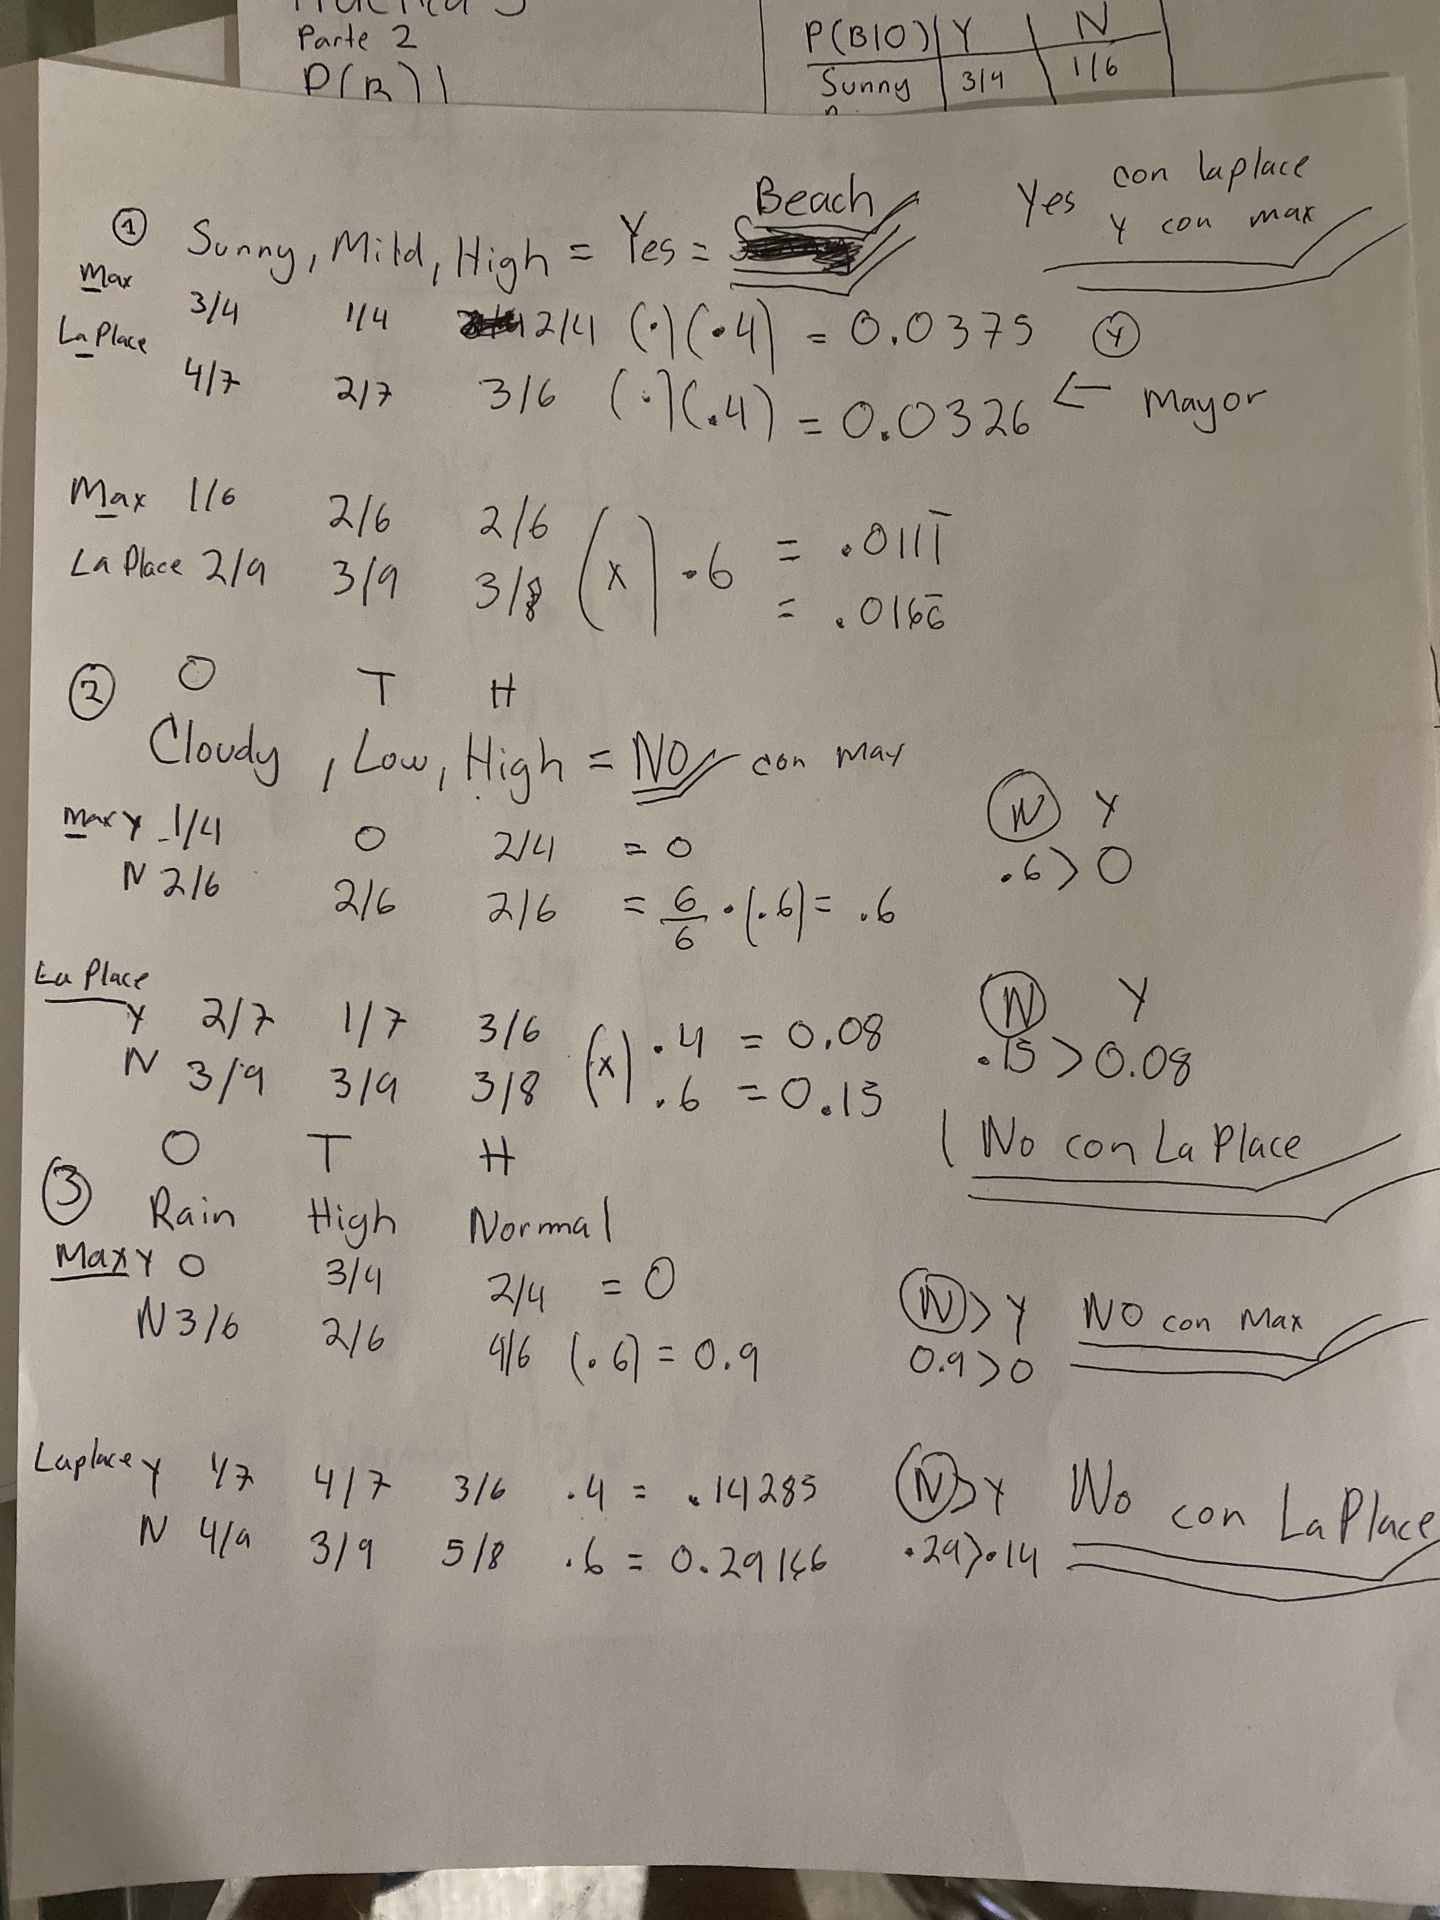 Practica 3
Parte 2
P(B)
P(B|O) Y N
Sunny 3/4 1/6
① Sunny, Mild, High = Yes = Beach
Yes con laplace
y con max
Max
3/4 1/4 2/4 (·)(.4) = 0.0375 Ⓨ
La Place
4/7 2/7 3/6 (·)(.4) = 0.0326 ← Mayor
Max 1/6 2/6 2/6 = .0111
La Place 2/9 3/9 3/8 (x) .6 = .0166
② O T H
Cloudy, Low, High = NO con max
Max Y 1/4 0 2/4 = 0
N 2/6 2/6 2/6 = 6/6 · (.6) = .6
N Y
.6 > 0
La Place
Y 2/7 1/7 3/6 (x) .4 = 0.08
N 3/9 3/9 3/8 .6 = 0.15
N Y
.15 > 0.08
No con La Place
O T H
③ Rain High Normal
Max Y 0 3/4 2/4 = 0
N 3/6 2/6 4/6 (.6) = 0.9
N > Y NO con Max
0.9 > 0
Laplace Y 1/7 4/7 3/6 .4 = .14285
N 4/9 3/9 5/8 .6 = 0.29166
N > Y No con La Place
.29 > .14